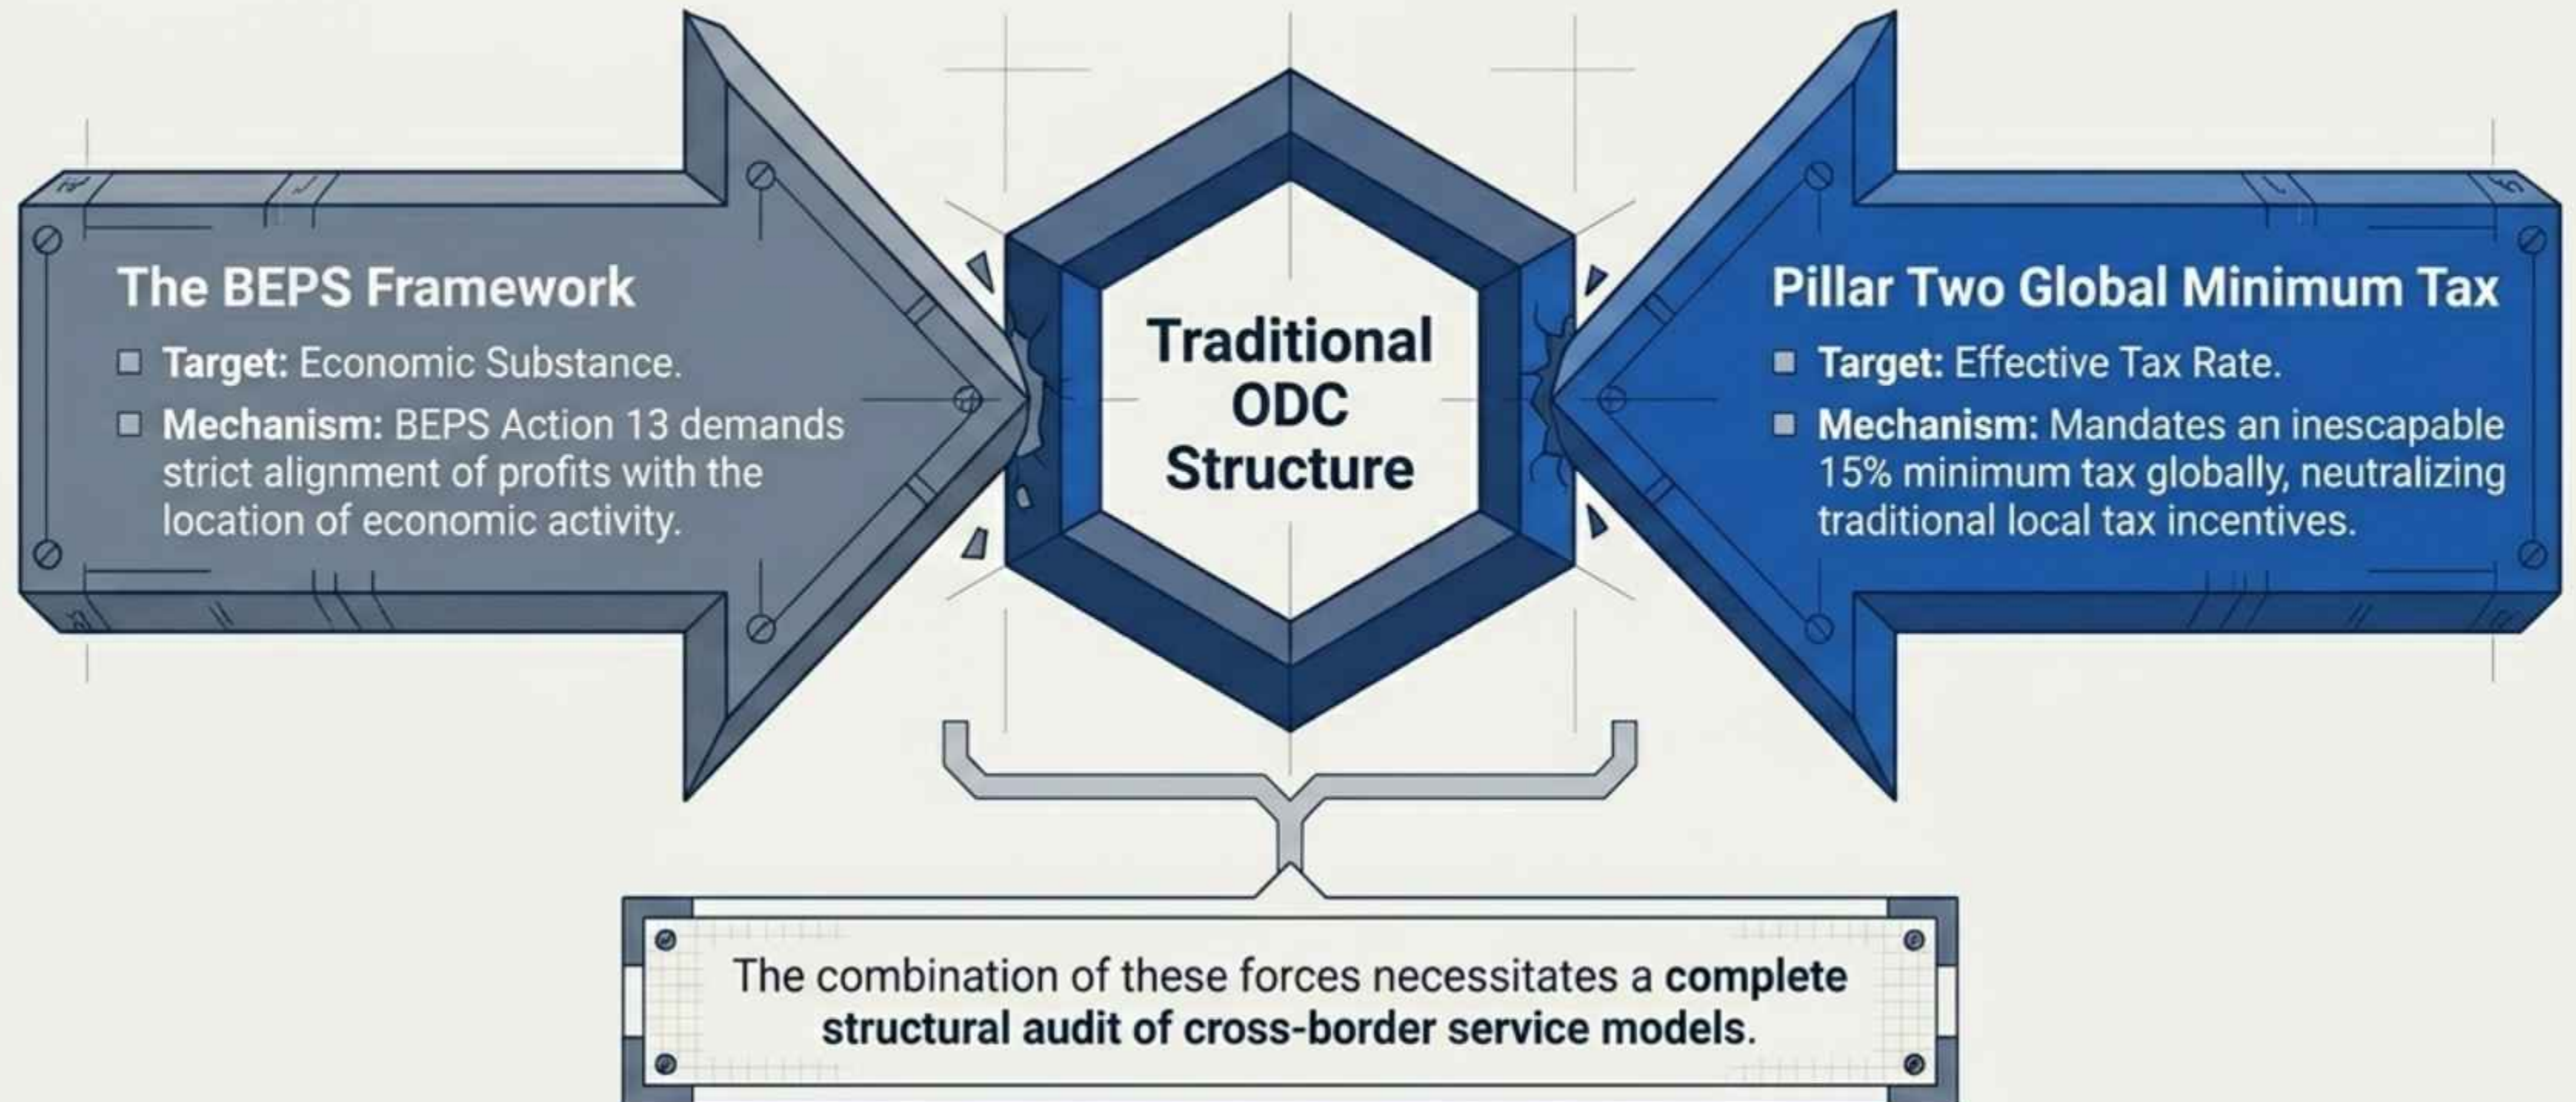 The BEPS Framework
Target: Economic Substance.
Mechanism: BEPS Action 13 demands
strict alignment of profits with the
location of economic activity.
Traditional
ODC
Structure
Pillar Two Global Minimum Tax
Target: Effective Tax Rate.
Mechanism: Mandates an inescapable
15% minimum tax globally, neutralizing
traditional local tax incentives.
The combination of these forces necessitates a complete
structural audit of cross-border service models.